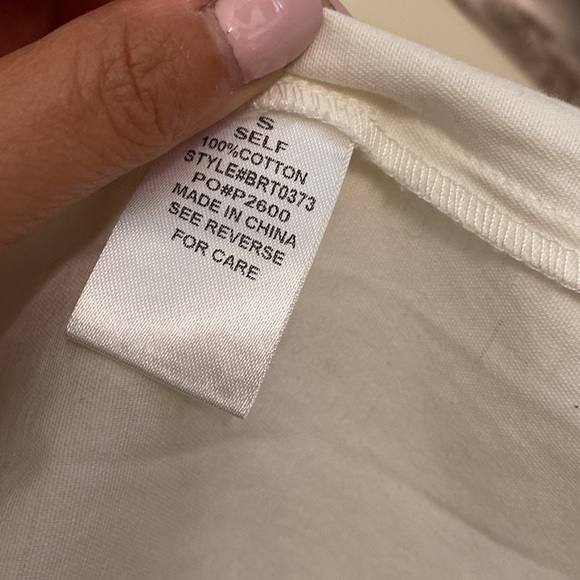 S
SELF
100%COTTON
STYLE#BRT0373
PO#P2600
MADE IN CHINA
SEE REVERSE
FOR CARE